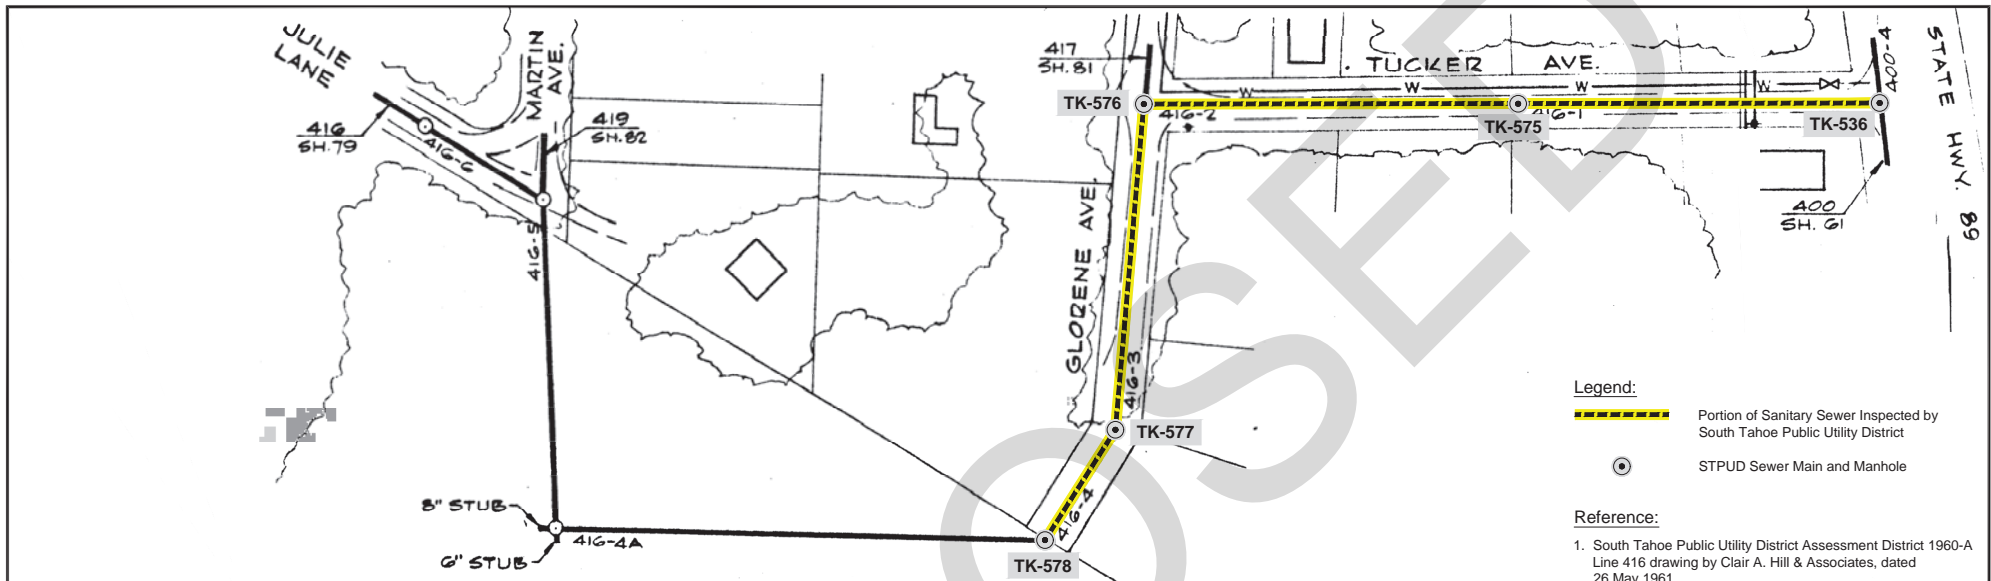 JULIE
LANE
MARTIN
AVE.
416
SH.79
419
SH.82
416-6
416-5
8" STUB
6" STUB
416-4A
417
SH.81
TK-576
416-2
TUCKER AVE.
W W W W
TK-575
416-1
TK-536
400-4
STATE HWY. 89
400
SH. 61
GLORENE AVE.
416-3
TK-577
416-4
TK-578
OSED
Legend:
Portion of Sanitary Sewer Inspected by
South Tahoe Public Utility District
STPUD Sewer Main and Manhole
Reference:
1. South Tahoe Public Utility District Assessment District 1960-A
Line 416 drawing by Clair A. Hill & Associates, dated
26 May 1961